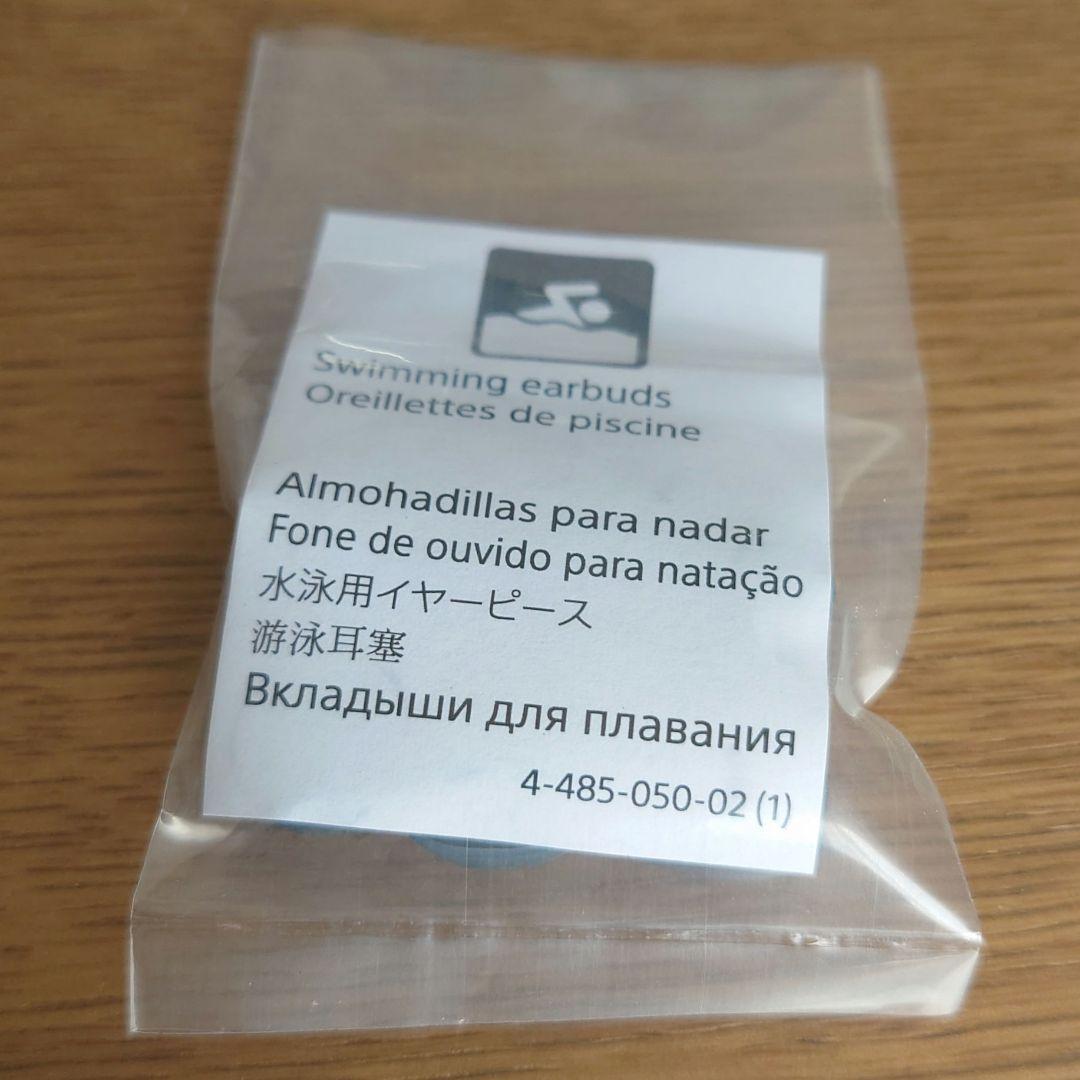 Swimming earbuds
Oreillettes de piscine
Almohadillas para nadar
Fone de ouvido para natação
水泳用イヤーピース
游泳耳塞
Вкладыши для плавания
4-485-050-02 (1)